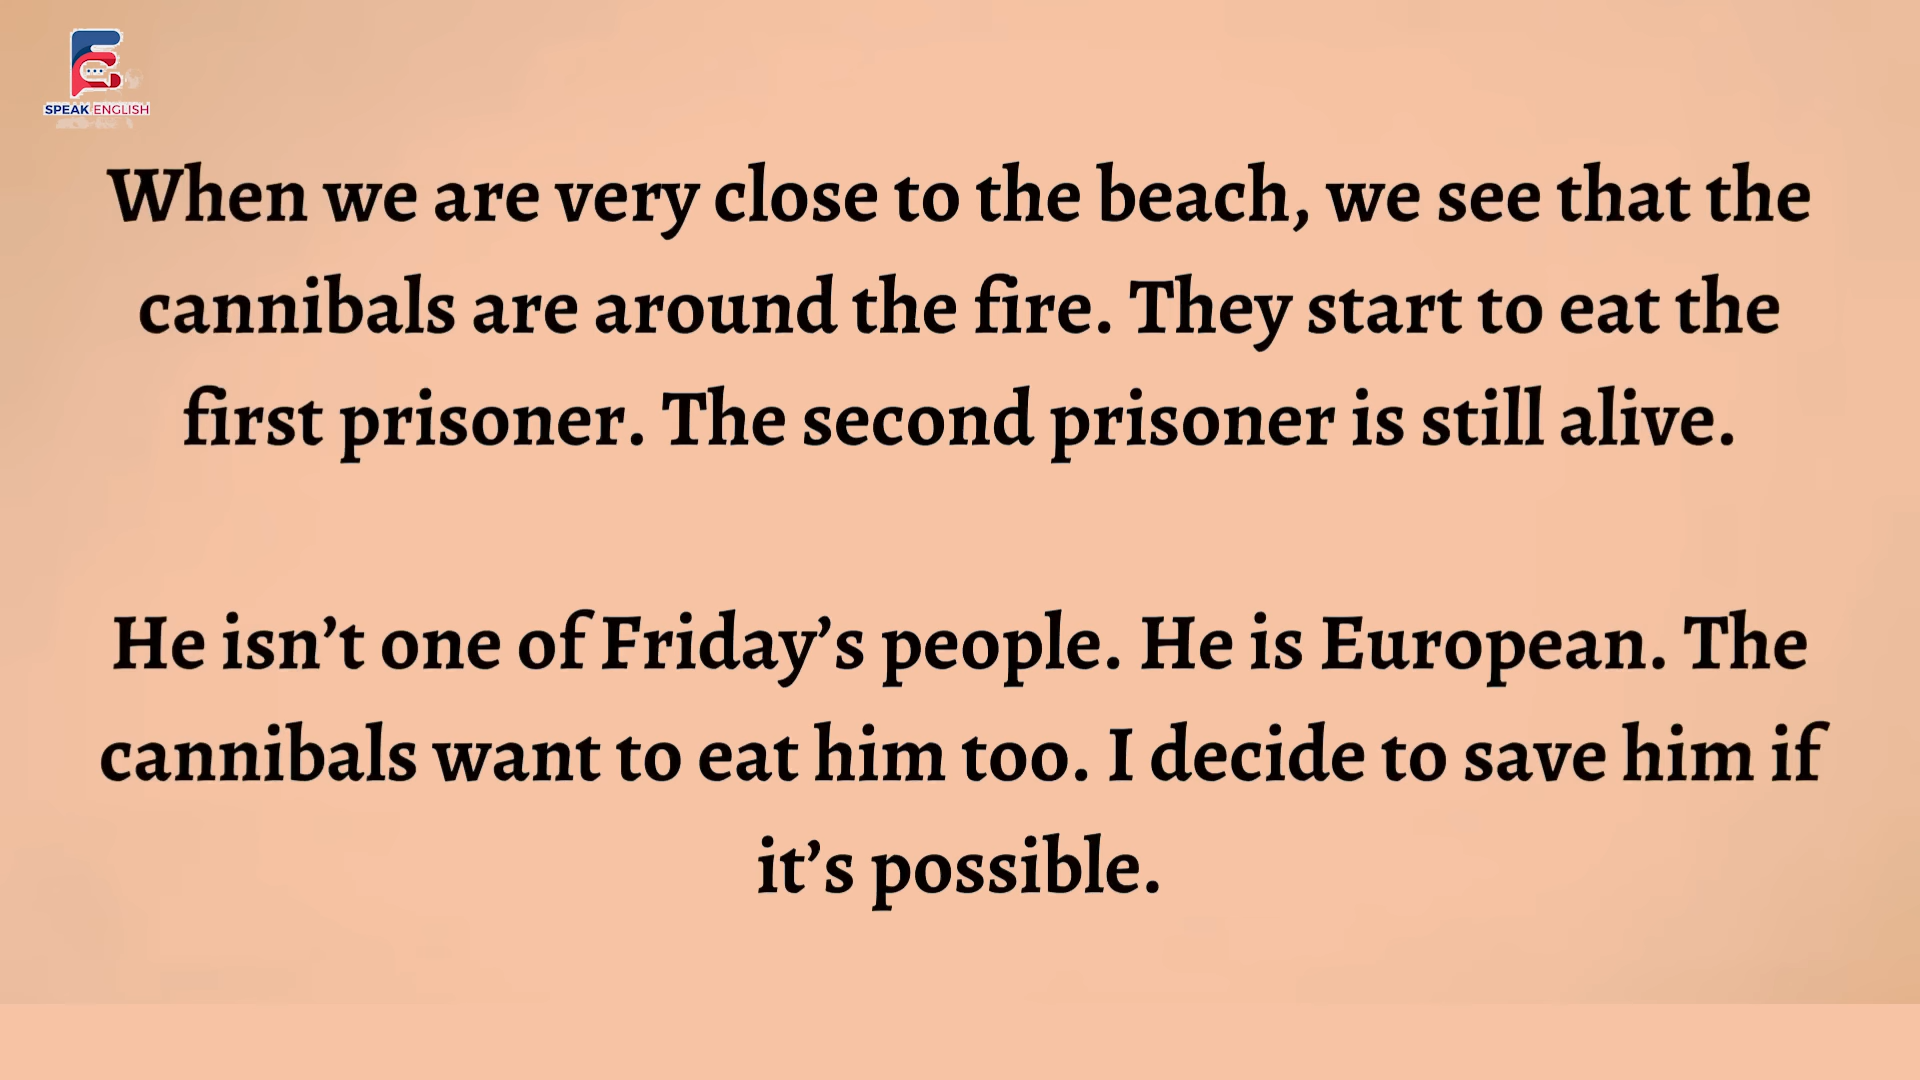 SPEAK ENGLISH
When we are very close to the beach, we see that the
cannibals are around the fire. They start to eat the
first prisoner. The second prisoner is still alive.
He isn’t one of Friday’s people. He is European. The
cannibals want to eat him too. I decide to save him if
it’s possible.